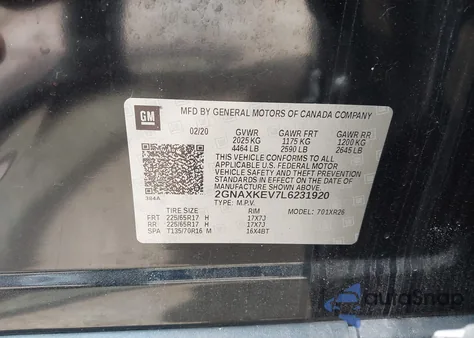 GM
MFD BY GENERAL MOTORS OF CANADA COMPANY
02/20 GVWR GAWR FRT GAWR RR
2025 KG 1175 KG 1200 KG
4464 LB 2590 LB 2645 LB
THIS VEHICLE CONFORMS TO ALL
APPLICABLE U.S. FEDERAL MOTOR
VEHICLE SAFETY, BUMPER, AND THEFT
PREVENTION STANDARDS IN EFFECT ON
THE DATE OF MANUFACTURE SHOWN ABOVE.
384A 2GNAXKEV7L6231920
TYPE: M.P.V. MODEL: 701XR26
TIRE SIZE SPEED RTG RIM
FRT 225/65R17 H 17X7J
RR 225/65R17 H 17X7J
SPA T135/70R16 M 16X4BT
autoSnap